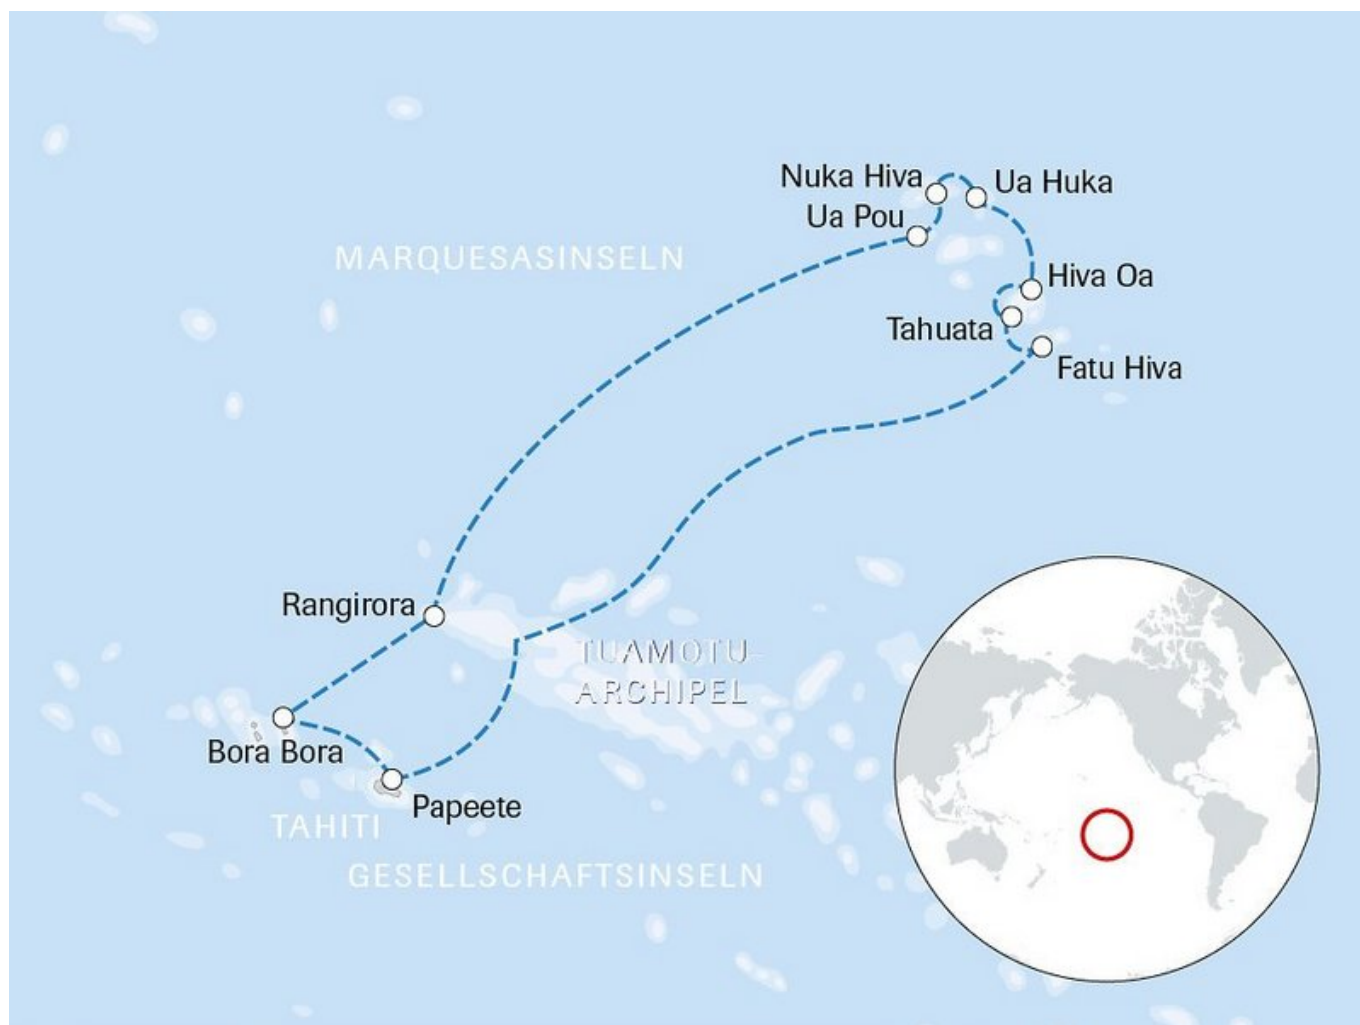 Nuka Hiva
Ua Huka
Ua Pou
MARQUESASINSELN
Hiva Oa
Tahuata
Fatu Hiva
Rangirora
TUAMOTU-
ARCHIPEL
Bora Bora
Papeete
TAHITI
GESELLSCHAFTSINSELN